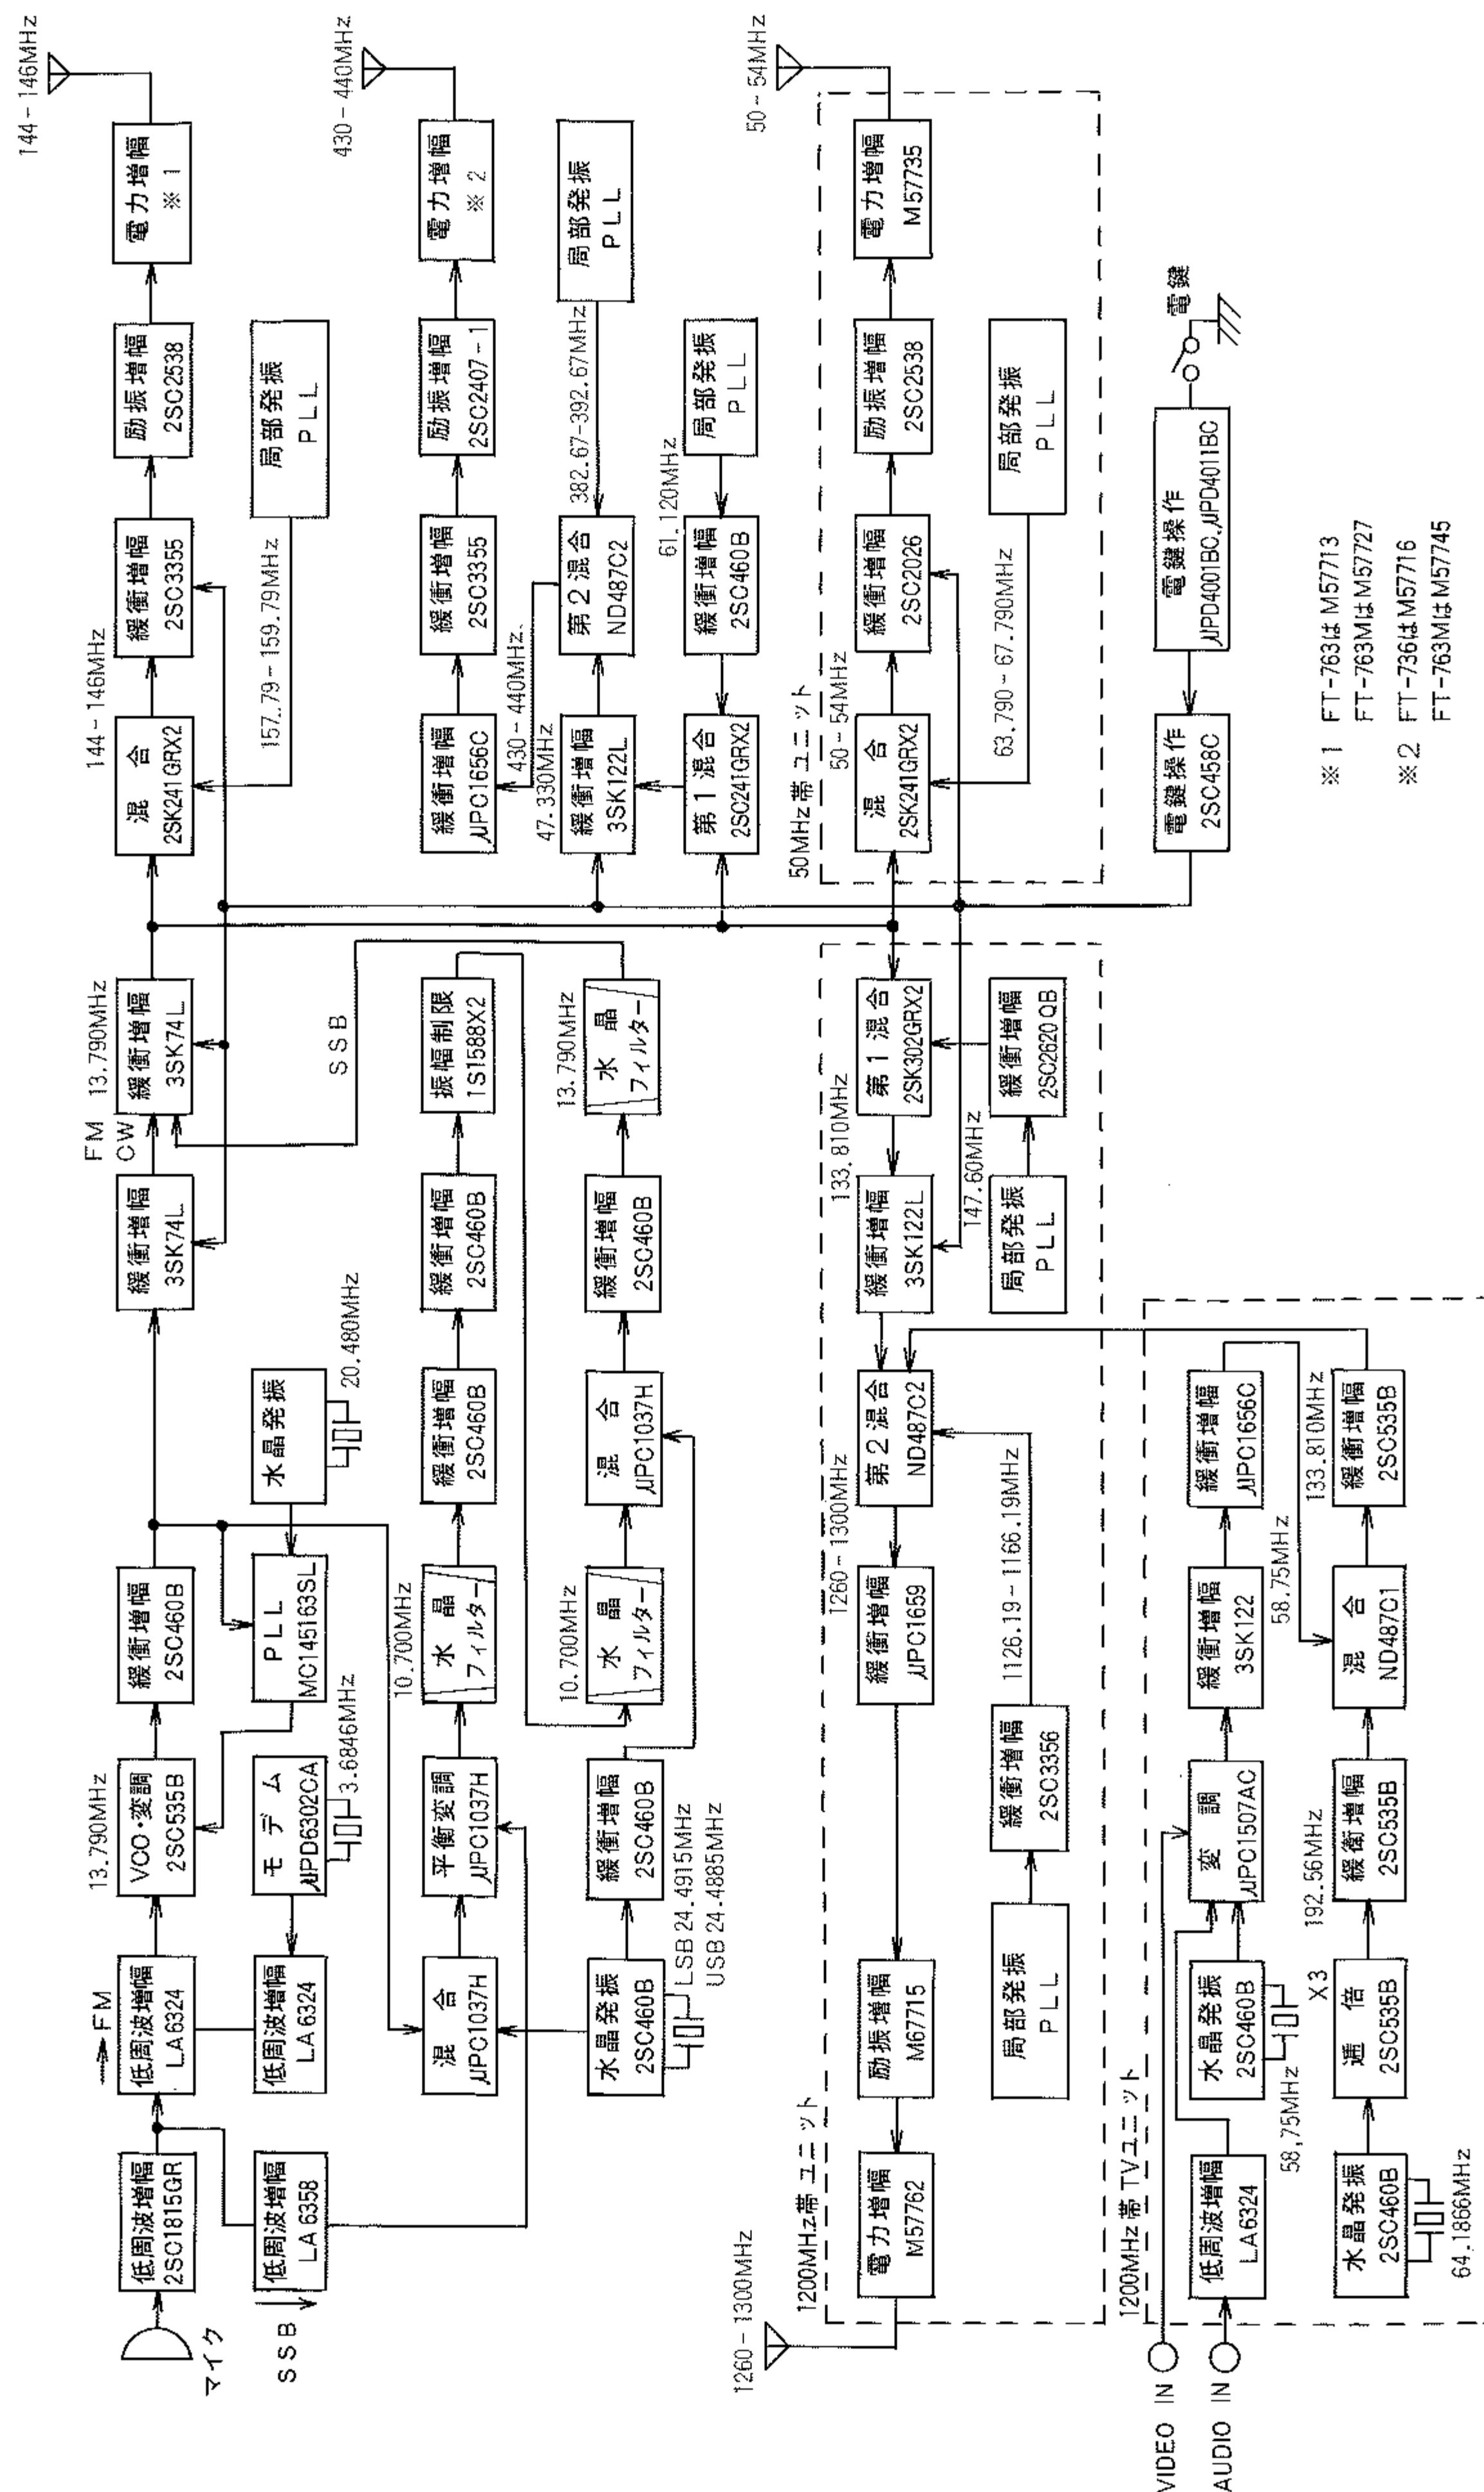 マイク
低周波増幅
2SC1815GR
→FM
低周波増幅
LA6324
13.790MHz
VCO・変調
2SC535B
緩衝増幅
2SC460B
緩衝増幅
3SK74L
FM
CW
13.790MHz
緩衝増幅
3SK74L
混合
2SK241GRX2
144-146MHz
緩衝増幅
2SC3355
励振増幅
2SC2538
電力増幅
※1
144-146MHz
SSB
低周波増幅
LA6358
低周波増幅
LA6324
モデム
μPD6302CA
3.6846MHz
PLL
MC145163SL
水晶発振
20.480MHz
157.79-159.79MHz
局部発振
PLL
SSB
混合
μPC1037H
平衡変調
μPC1037H
10.700MHz
水晶
フィルター
緩衝増幅
2SC460B
緩衝増幅
2SC460B
振幅制限
1S1588X2
緩衝増幅
μPC1656C
430-440MHz
緩衝増幅
2SC3355
励振増幅
2SC2407-1
電力増幅
※2
430-440MHz
水晶発振
2SC460B
LSB 24.4915MHz
USB 24.4885MHz
緩衝増幅
2SC460B
10.700MHz
水晶
フィルター
混合
μPC1037H
緩衝増幅
2SC460B
13.790MHz
水晶
フィルター
47.330MHz
緩衝増幅
3SK122L
第2混合
ND487C2
382.67-392.67MHz
局部発振
PLL
第1混合
2SC241GRX2
61.120MHz
緩衝増幅
2SC460B
局部発振
PLL
1260-1300MHz
1200MHz帯ユニット
電力増幅
M57762
励振増幅
M67715
緩衝増幅
μPC1659
1260-1300MHz
第2混合
ND487C2
緩衝増幅
3SK122L
133.810MHz
第1混合
2SK302GRX2
局部発振
PLL
緩衝増幅
2SC3356
1126.19-1166.19MHz
局部発振
PLL
147.60MHz
緩衝増幅
2SC2620QB
50MHz帯ユニット
混合
2SK241GRX2
50-54MHz
緩衝増幅
2SC2026
励振増幅
2SC2538
電力増幅
M57735
50-54MHz
63.790-67.790MHz
局部発振
PLL
電鍵操作
2SC458C
電鍵操作
μPD4001BC.μPD4011BC
電鍵
1200MHz帯TVユニット
VIDEO IN
AUDIO IN
低周波増幅
LA6324
水晶発振
2SC460B
58,75MHz
変調
μPC1507AC
緩衝増幅
3SK122
緩衝増幅
μPC1656C
58.75MHz
水晶発振
2SC460B
64.1866MHz
X3
逓倍
2SC535B
192.56MHz
緩衝増幅
2SC535B
混合
ND487C1
133.810MHz
緩衝増幅
2SC535B
※1 FT-763はM57713
FT-763MはM57727
※2 FT-736はM57716
FT-763MはM57745